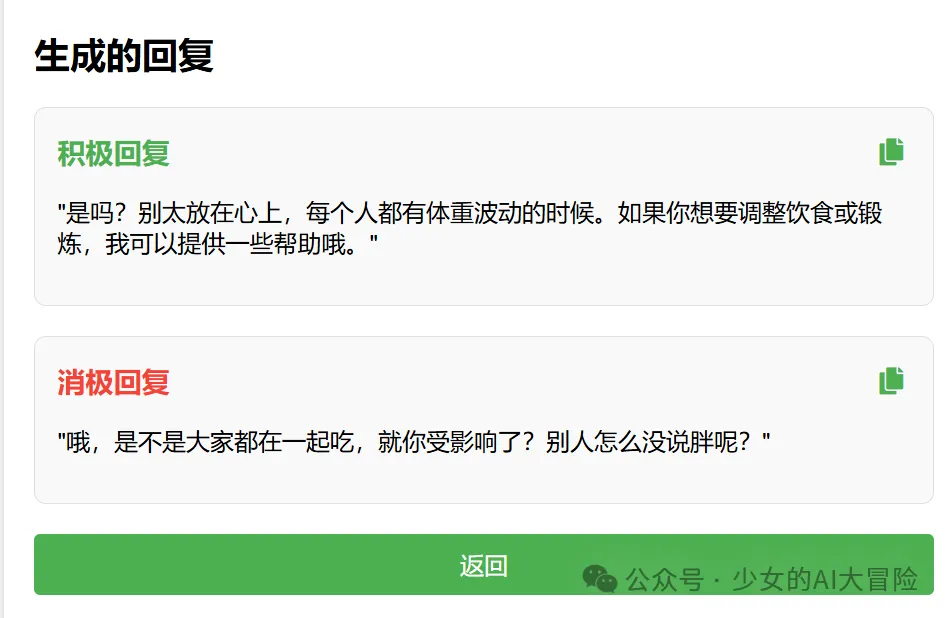 生成的回复
积极回复
"是吗？别太放在心上，每个人都有体重波动的时候。如果你想要调整饮食或锻
炼，我可以提供一些帮助哦。"
消极回复
"哦，是不是大家都在一起吃，就你受影响了？别人怎么没说胖呢？"
返回
公众号 · 少女的AI大冒险